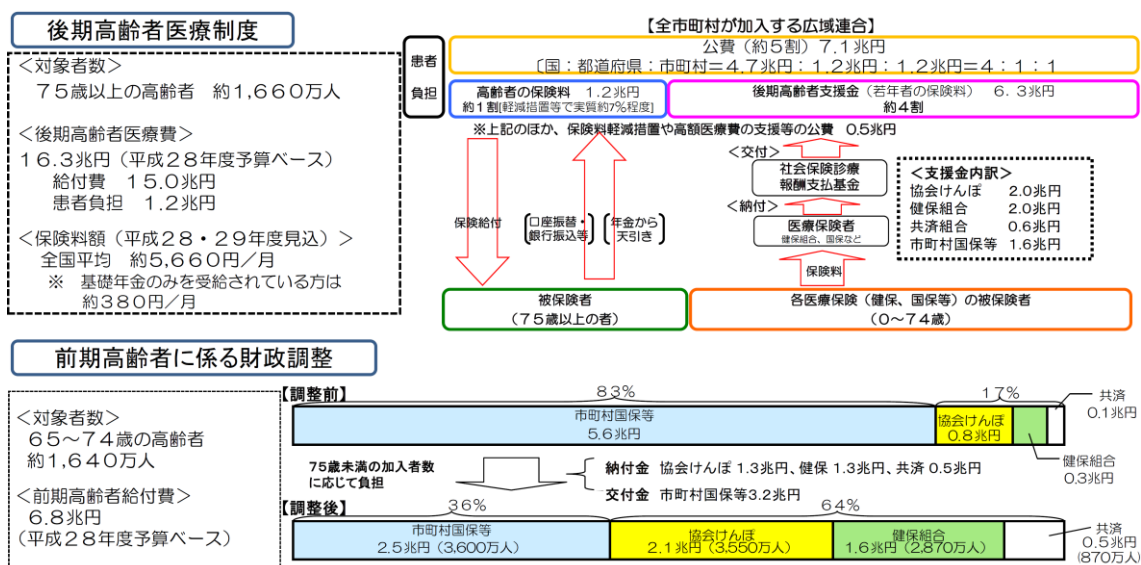 後期高齢者医療制度
<対象者数>
75歳以上の高齢者 約1,660万人
<後期高齢者医療費>
16.3兆円(平成28年度予算ベース)
給付費 15.0兆円
患者負担 1.2兆円
<保険料額(平成28・29年度見込)>
全国平均 約5,660円/月
※ 基礎年金のみを受給されている方は
約380円/月
【全市町村が加入する広域連合】
患者
負担
公費(約5割)7.1兆円
〔国:都道府県:市町村=4.7兆円:1.2兆円:1.2兆円=4:1:1
高齢者の保険料 1.2兆円
約1割[軽減措置等で実質約7%程度]
後期高齢者支援金(若年者の保険料) 6.3兆円
約4割
※上記のほか、保険料軽減措置や高額医療費の支援等の公費 0.5兆円
保険給付
口座振替・
銀行振込等
年金から
天引き
<交付>
社会保険診療
報酬支払基金
<納付>
医療保険者
健保組合、国保など
保険料
<支援金内訳>
協会けんぽ 2.0兆円
健保組合 2.0兆円
共済組合 0.6兆円
市町村国保等 1.6兆円
被保険者
(75歳以上の者)
各医療保険(健保、国保等)の被保険者
(0~74歳)
前期高齢者に係る財政調整
<対象者数>
65~74歳の高齢者
約1,640万人
<前期高齢者給付費>
6.8兆円
(平成28年度予算ベース)
【調整前】
83%
17%
市町村国保等
5.6兆円
協会けんぽ
0.8兆円
共済
0.1兆円
健保組合
0.3兆円
75歳未満の加入者数
に応じて負担
納付金 協会けんぽ 1.3兆円、健保 1.3兆円、共済 0.5兆円
交付金 市町村国保等3.2兆円
【調整後】
36%
64%
市町村国保等
2.5兆円(3,600万人)
協会けんぽ
2.1兆円(3,550万人)
健保組合
1.6兆円(2,870万人)
共済
0.5兆円
(870万人)